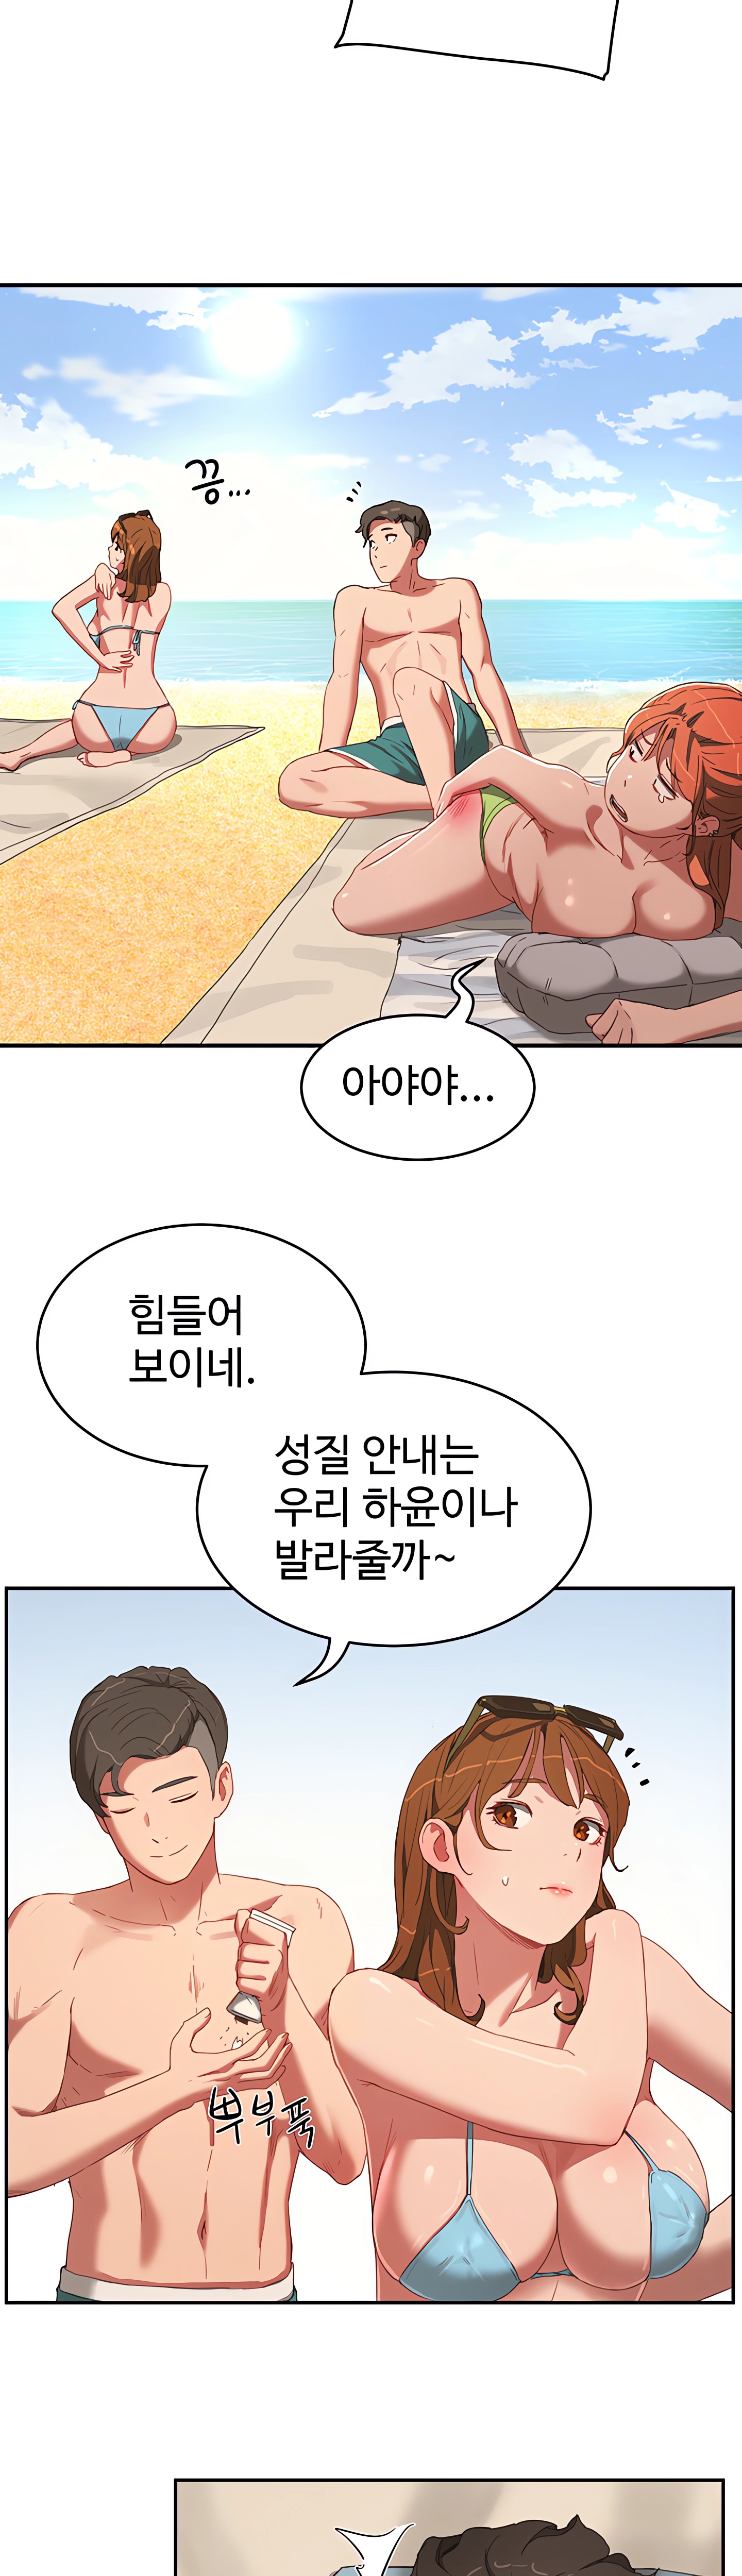 끙...
아야야...
힘들어
보이네.
성질 안내는
우리 하윤이나
발라줄까~
뿌부푹